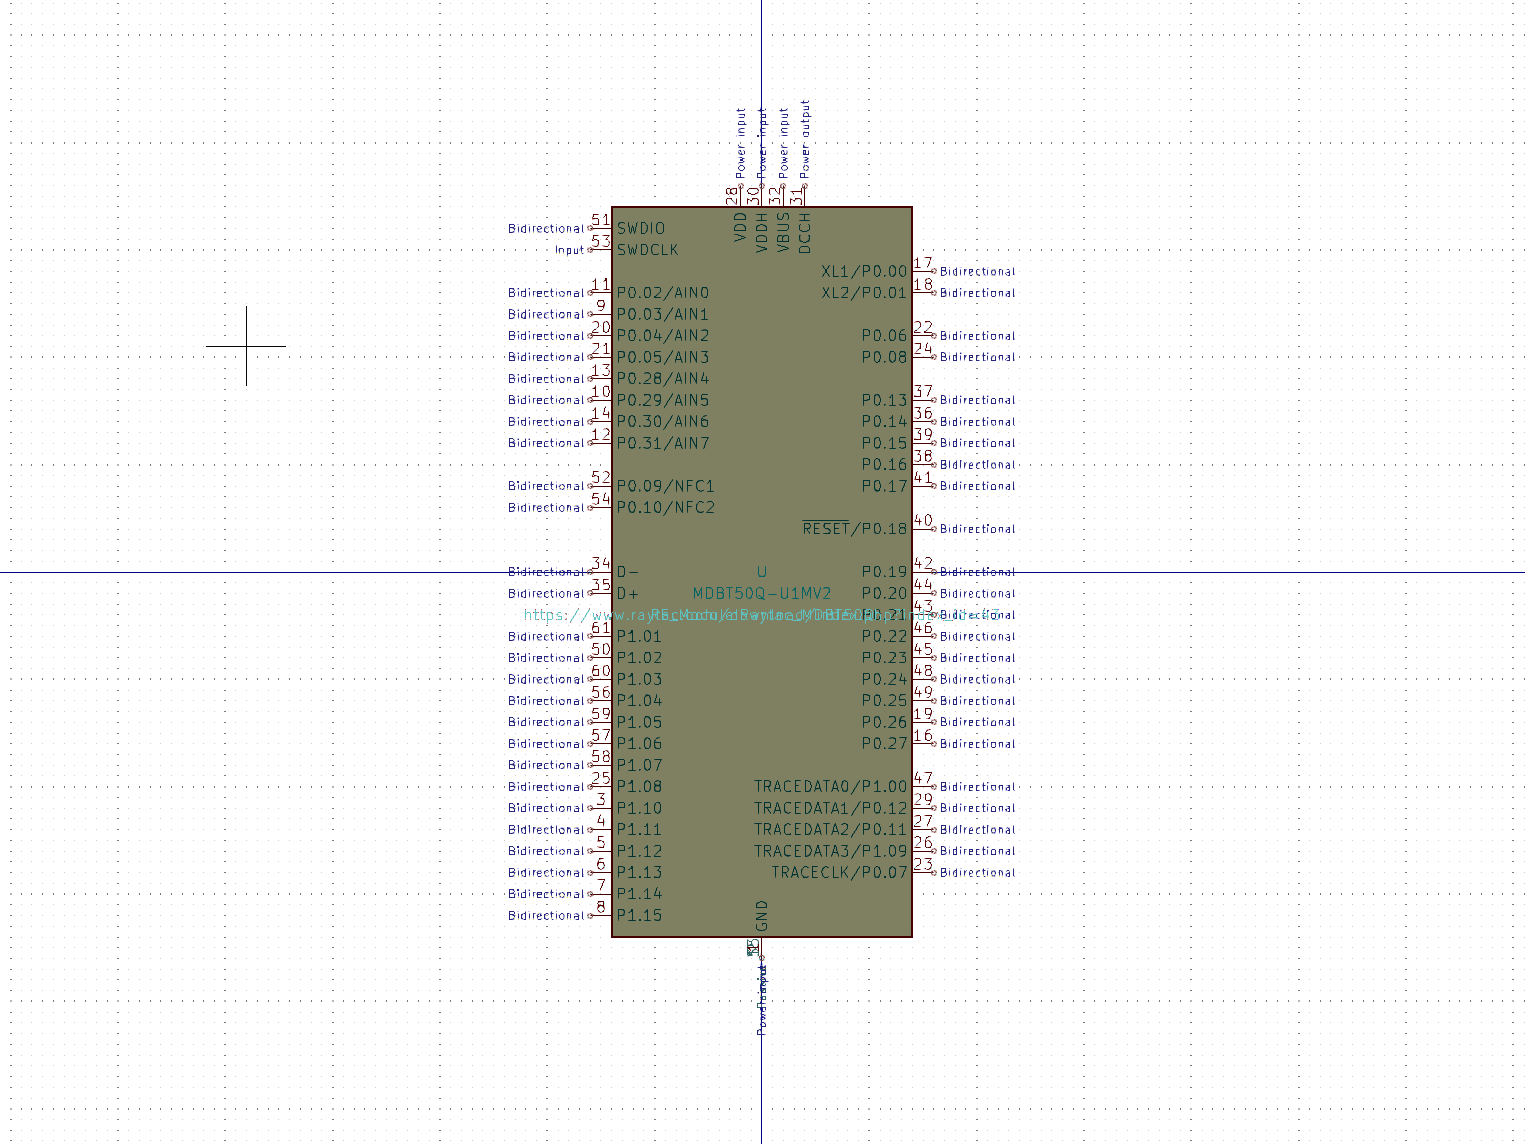 Power input
Power input
Power input
Power output
28
30
32
31
VDD
VDDH
VBUS
DCCH
Bidirectional 51 SWDIO
Input 53 SWDCLK
XL1/P0.00 17 Bidirectional
Bidirectional 11 P0.02/AIN0 XL2/P0.01 18 Bidirectional
Bidirectional 9 P0.03/AIN1
Bidirectional 20 P0.04/AIN2 P0.06 22 Bidirectional
Bidirectional 21 P0.05/AIN3 P0.08 24 Bidirectional
Bidirectional 13 P0.28/AIN4
Bidirectional 10 P0.29/AIN5 P0.13 37 Bidirectional
Bidirectional 14 P0.30/AIN6 P0.14 36 Bidirectional
Bidirectional 12 P0.31/AIN7 P0.15 39 Bidirectional
P0.16 38 Bidirectional
Bidirectional 52 P0.09/NFC1 P0.17 41 Bidirectional
Bidirectional 54 P0.10/NFC2
RESET/P0.18 40 Bidirectional
Bidirectional 34 D- U P0.19 42 Bidirectional
Bidirectional 35 D+ MDBT50Q-U1MV2 P0.20 44 Bidirectional
https://www.raytac P0.21 43 Bidirectional
Bidirectional 61 P1.01 P0.22 46 Bidirectional
Bidirectional 50 P1.02 P0.23 45 Bidirectional
Bidirectional 60 P1.03 P0.24 48 Bidirectional
Bidirectional 56 P1.04 P0.25 49 Bidirectional
Bidirectional 59 P1.05 P0.26 19 Bidirectional
Bidirectional 57 P1.06 P0.27 16 Bidirectional
Bidirectional 58 P1.07
Bidirectional 25 P1.08 TRACEDATA0/P1.00 47 Bidirectional
Bidirectional 3 P1.10 TRACEDATA1/P0.12 29 Bidirectional
Bidirectional 4 P1.11 TRACEDATA2/P0.11 27 Bidirectional
Bidirectional 5 P1.12 TRACEDATA3/P1.09 26 Bidirectional
Bidirectional 6 P1.13 TRACECLK/P0.07 23 Bidirectional
Bidirectional 7 P1.14
Bidirectional 8 P1.15
GND